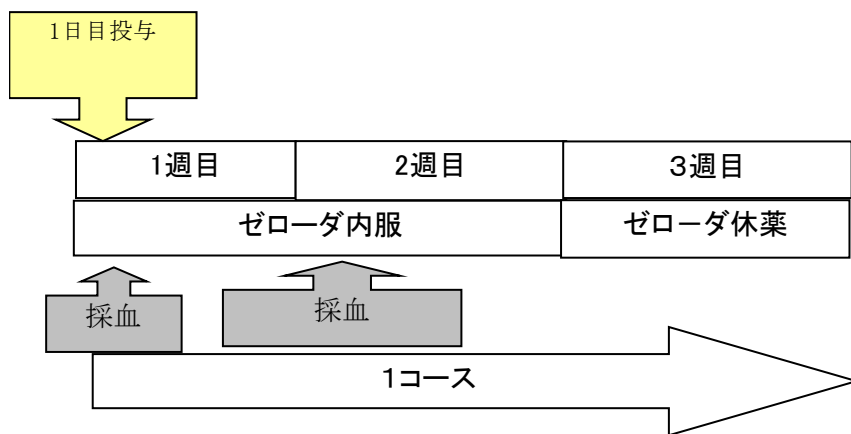 1日目投与
1週目
2週目
３週目
ゼローダ内服
ゼローダ休薬
採血
採血
１コース